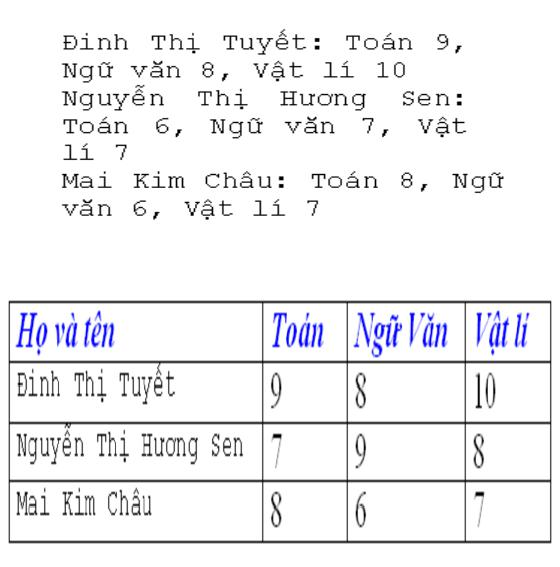 Đinh Thị Tuyết: Toán 9,
Ngữ văn 8, Vật lí 10
Nguyễn Thị Hương Sen:
Toán 6, Ngữ văn 7, Vật
lí 7
Mai Kim Châu: Toán 8, Ngữ
văn 6, Vật lí 7
Họ và tên Toán Ngữ Văn Vật lí
Đinh Thị Tuyết 9 8 10
Nguyễn Thị Hương Sen 7 9 8
Mai Kim Châu 8 6 7